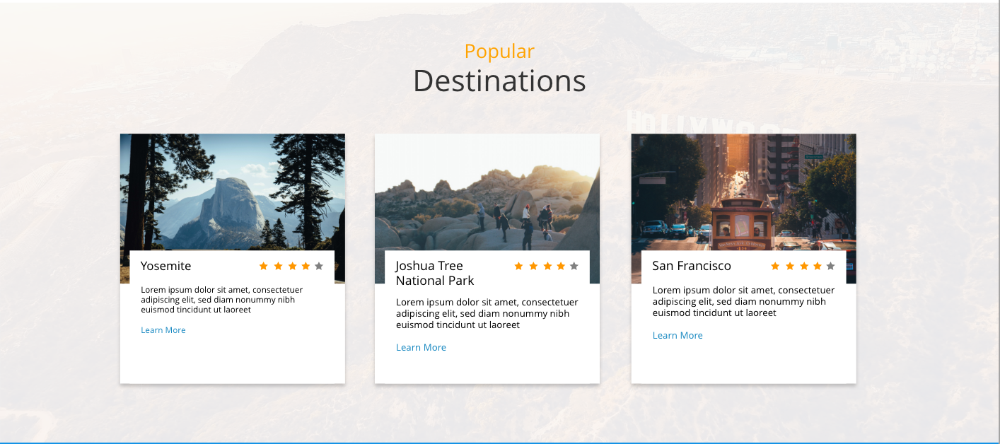 Popular
Destinations
HOLLYWOOD
Yosemite
Lorem ipsum dolor sit amet, consectetuer
adipiscing elit, sed diam nonummy nibh
euismod tincidunt ut laoreet
Learn More
Joshua Tree
National Park
Lorem ipsum dolor sit amet, consectetuer
adipiscing elit, sed diam nonummy nibh
euismod tincidunt ut laoreet
Learn More
San Francisco
Lorem ipsum dolor sit amet, consectetuer
adipiscing elit, sed diam nonummy nibh
euismod tincidunt ut laoreet
Learn More